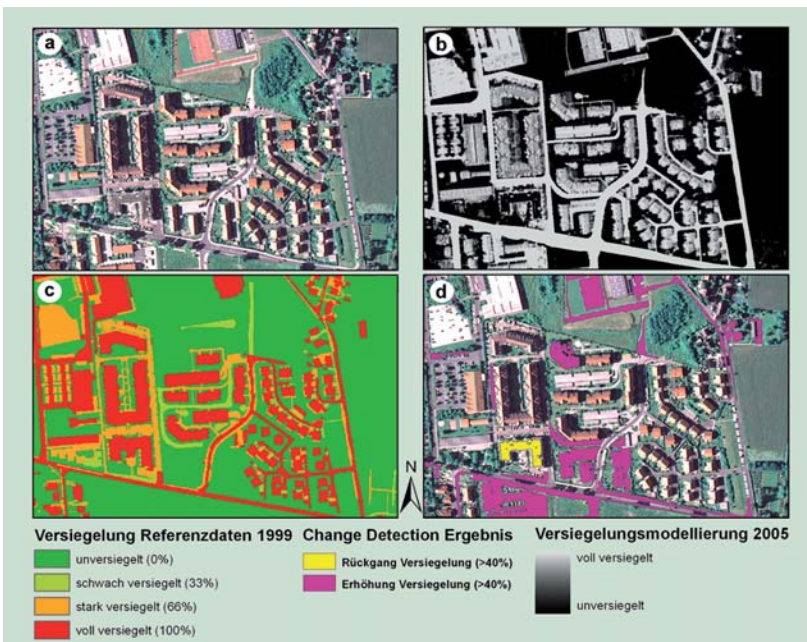 a
b
c
d
N
Versiegelung Referenzdaten 1999
unversiegelt (0%)
schwach versiegelt (33%)
stark versiegelt (66%)
voll versiegelt (100%)
Change Detection Ergebnis
Rückgang Versiegelung (>40%)
Erhöhung Versiegelung (>40%)
Versiegelungsmodellierung 2005
voll versiegelt
unversiegelt